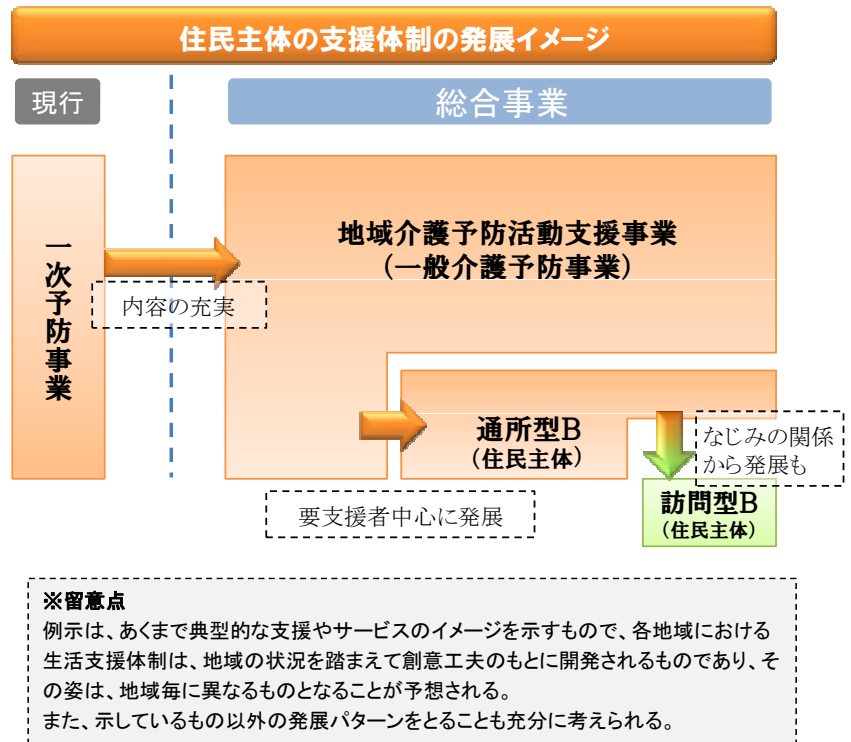 住民主体の支援体制の発展イメージ
現行
総合事業
一次予防事業
内容の充実
地域介護予防活動支援事業
(一般介護予防事業)
通所型B
(住民主体)
なじみの関係
から発展も
要支援者中心に発展
訪問型B
(住民主体)
※留意点
例示は、あくまで典型的な支援やサービスのイメージを示すもので、各地域における
生活支援体制は、地域の状況を踏まえて創意工夫のもとに開発されるものであり、そ
の姿は、地域毎に異なるものとなることが予想される。
また、示しているもの以外の発展パターンをとることも充分に考えられる。